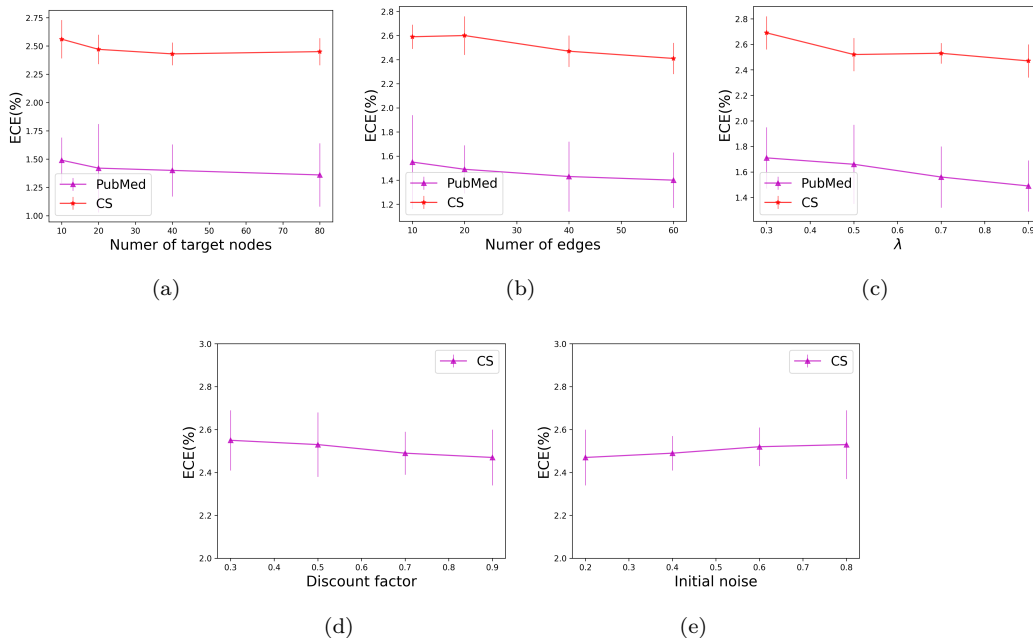 2.75
2.50
2.25
2.00
1.75
1.50
1.25
1.00
ECE(%)
PubMed
CS
10 20 30 40 50 60 70 80
Numer of target nodes
(a)
2.8
2.6
2.4
2.2
2.0
1.8
1.6
1.4
1.2
ECE(%)
PubMed
CS
10 20 30 40 50 60
Numer of edges
(b)
2.8
2.6
2.4
2.2
2.0
1.8
1.6
1.4
ECE(%)
PubMed
CS
0.3 0.4 0.5 0.6 0.7 0.8 0.9
λ
(c)
3.0
2.8
2.6
2.4
2.2
2.0
ECE(%)
CS
0.3 0.4 0.5 0.6 0.7 0.8 0.9
Discount factor
(d)
3.0
2.8
2.6
2.4
2.2
2.0
ECE(%)
CS
0.2 0.3 0.4 0.5 0.6 0.7 0.8
Initial noise
(e)